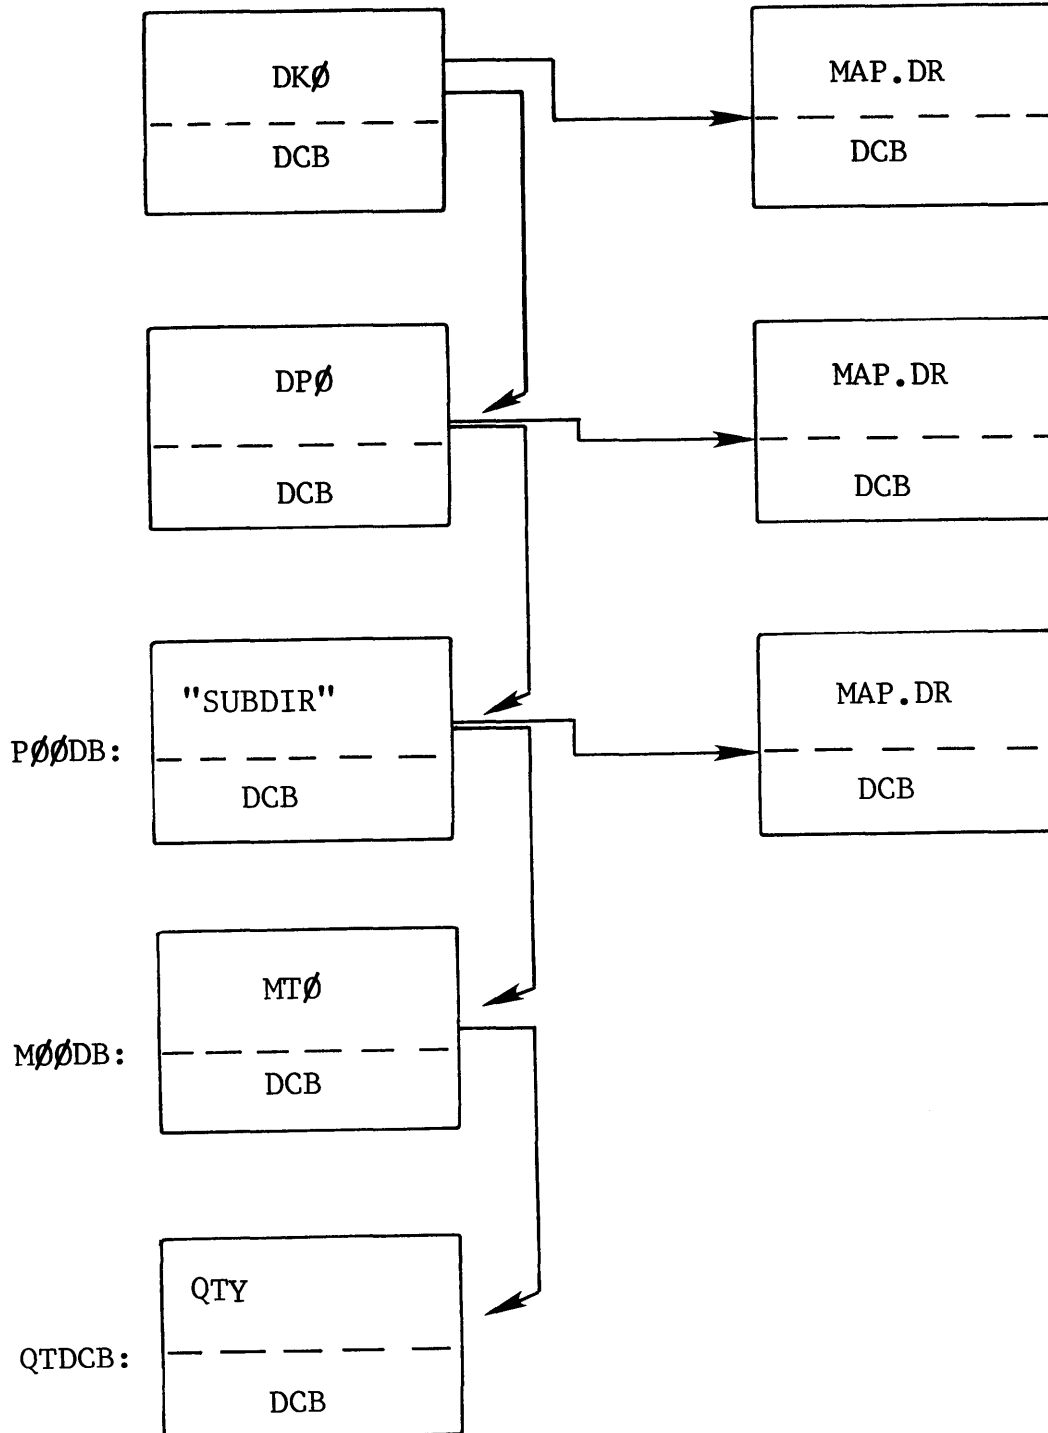 DKØ
DCB
MAP.DR
DCB
DPØ
DCB
MAP.DR
DCB
PØØDB:
"SUBDIR"
DCB
MAP.DR
DCB
MØØDB:
MTØ
DCB
QTDCB:
QTY
DCB